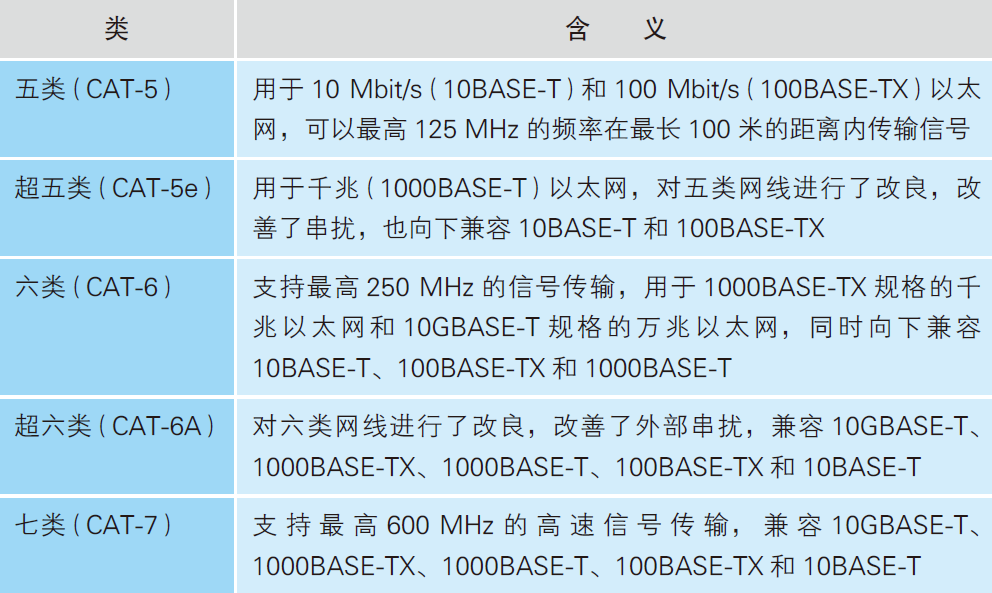 类
含 义
五类(CAT-5)
用于 10 Mbit/s(10BASE-T)和 100 Mbit/s(100BASE-TX)以太
网，可以最高 125 MHz 的频率在最长 100 米的距离内传输信号
超五类(CAT-5e)
用于千兆(1000BASE-T)以太网，对五类网线进行了改良，改
善了串扰，也向下兼容 10BASE-T 和 100BASE-TX
六类(CAT-6)
支持最高 250 MHz 的信号传输，用于 1000BASE-TX 规格的千
兆以太网和 10GBASE-T 规格的万兆以太网，同时向下兼容
10BASE-T、100BASE-TX 和 1000BASE-T
超六类(CAT-6A)
对六类网线进行了改良，改善了外部串扰，兼容 10GBASE-T、
1000BASE-TX、1000BASE-T、100BASE-TX 和 10BASE-T
七类(CAT-7)
支持最高 600 MHz 的高速信号传输，兼容 10GBASE-T、
1000BASE-TX、1000BASE-T、100BASE-TX 和 10BASE-T